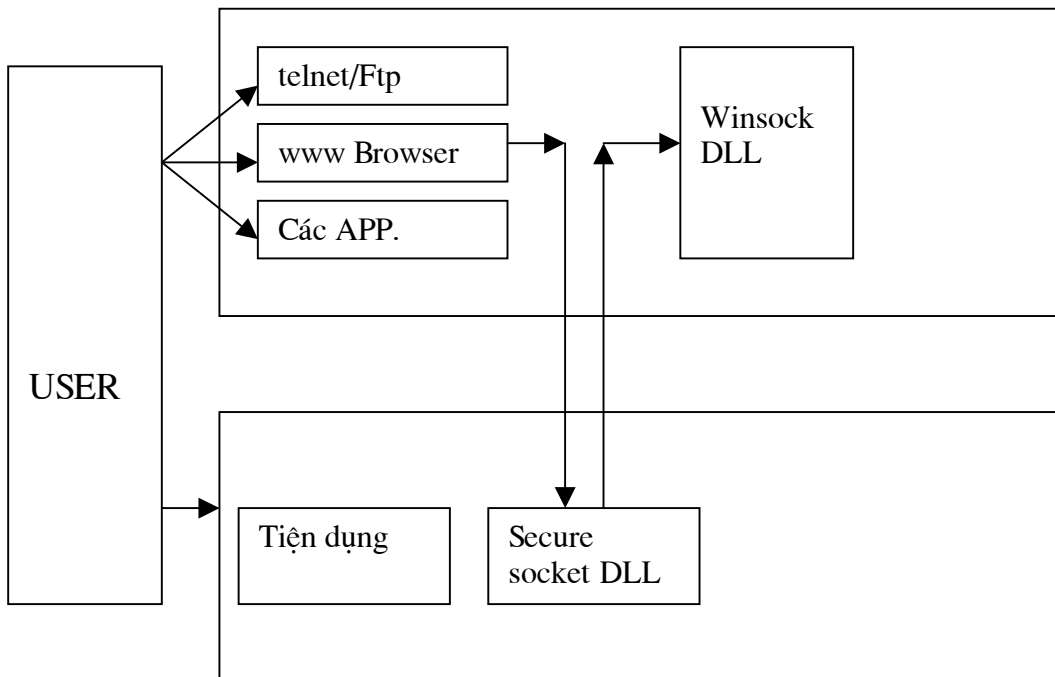 telnet/Ftp
www Browser
Các APP.
Winsock
DLL
USER
Tiện dụng
Secure
socket DLL